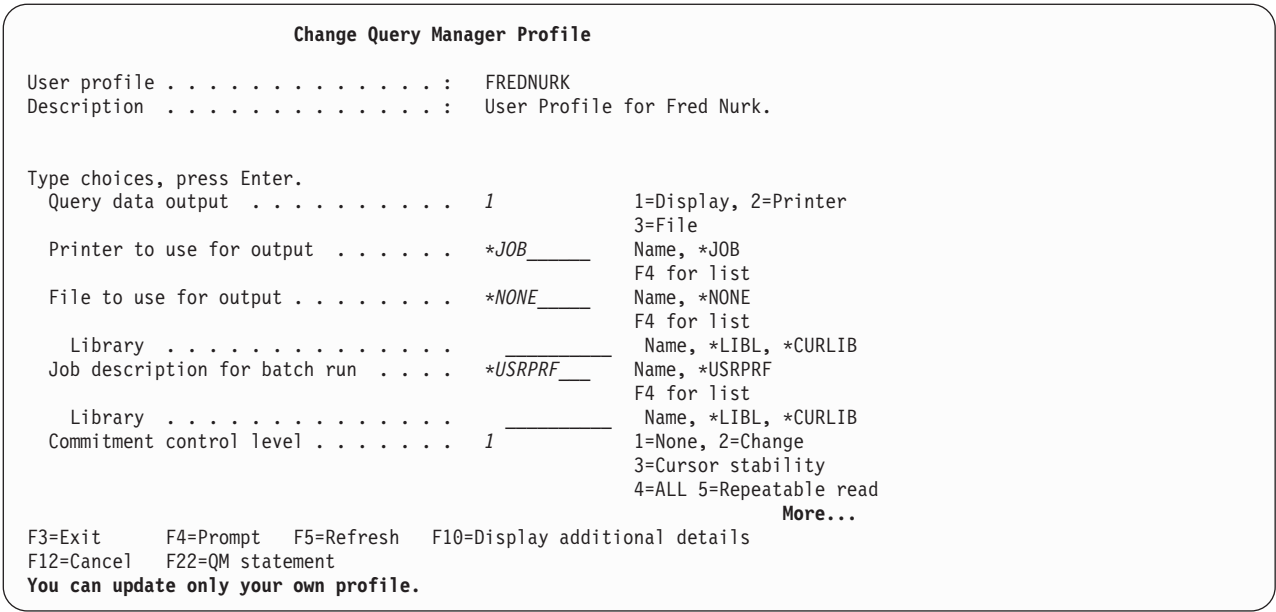 Change Query Manager Profile
User profile . . . . . . . . . . . . . : FREDNURK
Description . . . . . . . . . . . . . : User Profile for Fred Nurk.
Type choices, press Enter.
Query data output . . . . . . . . . . 1 1=Display, 2=Printer
3=File
Printer to use for output . . . . . . *JOB______ Name, *JOB
F4 for list
File to use for output . . . . . . . . *NONE_____ Name, *NONE
F4 for list
Library . . . . . . . . . . . . . . __________ Name, *LIBL, *CURLIB
Job description for batch run . . . . *USRPRF___ Name, *USRPRF
F4 for list
Library . . . . . . . . . . . . . . __________ Name, *LIBL, *CURLIB
Commitment control level . . . . . . . 1 1=None, 2=Change
3=Cursor stability
4=ALL 5=Repeatable read
More...
F3=Exit F4=Prompt F5=Refresh F10=Display additional details
F12=Cancel F22=QM statement
You can update only your own profile.